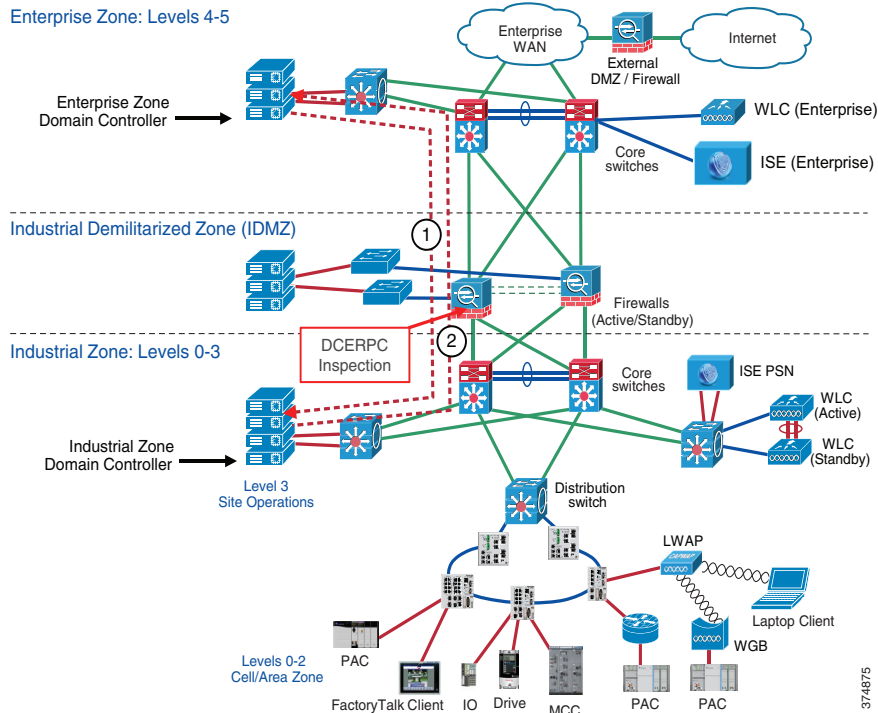 Enterprise Zone: Levels 4-5
Enterprise
WAN
Internet
External
DMZ / Firewall
Enterprise Zone
Domain Controller
WLC (Enterprise)
Core
switches
ISE (Enterprise)
Industrial Demilitarized Zone (IDMZ)
1
Firewalls
(Active/Standby)
DCERPC
Inspection
2
Industrial Zone: Levels 0-3
Core
switches
ISE PSN
WLC
(Active)
WLC
(Standby)
Industrial Zone
Domain Controller
Level 3
Site Operations
Distribution
switch
LWAP
CAPWAP
Laptop Client
WGB
PAC
Levels 0-2
Cell/Area Zone
FactoryTalk Client
IO
Drive
MCC
PAC
PAC
374875